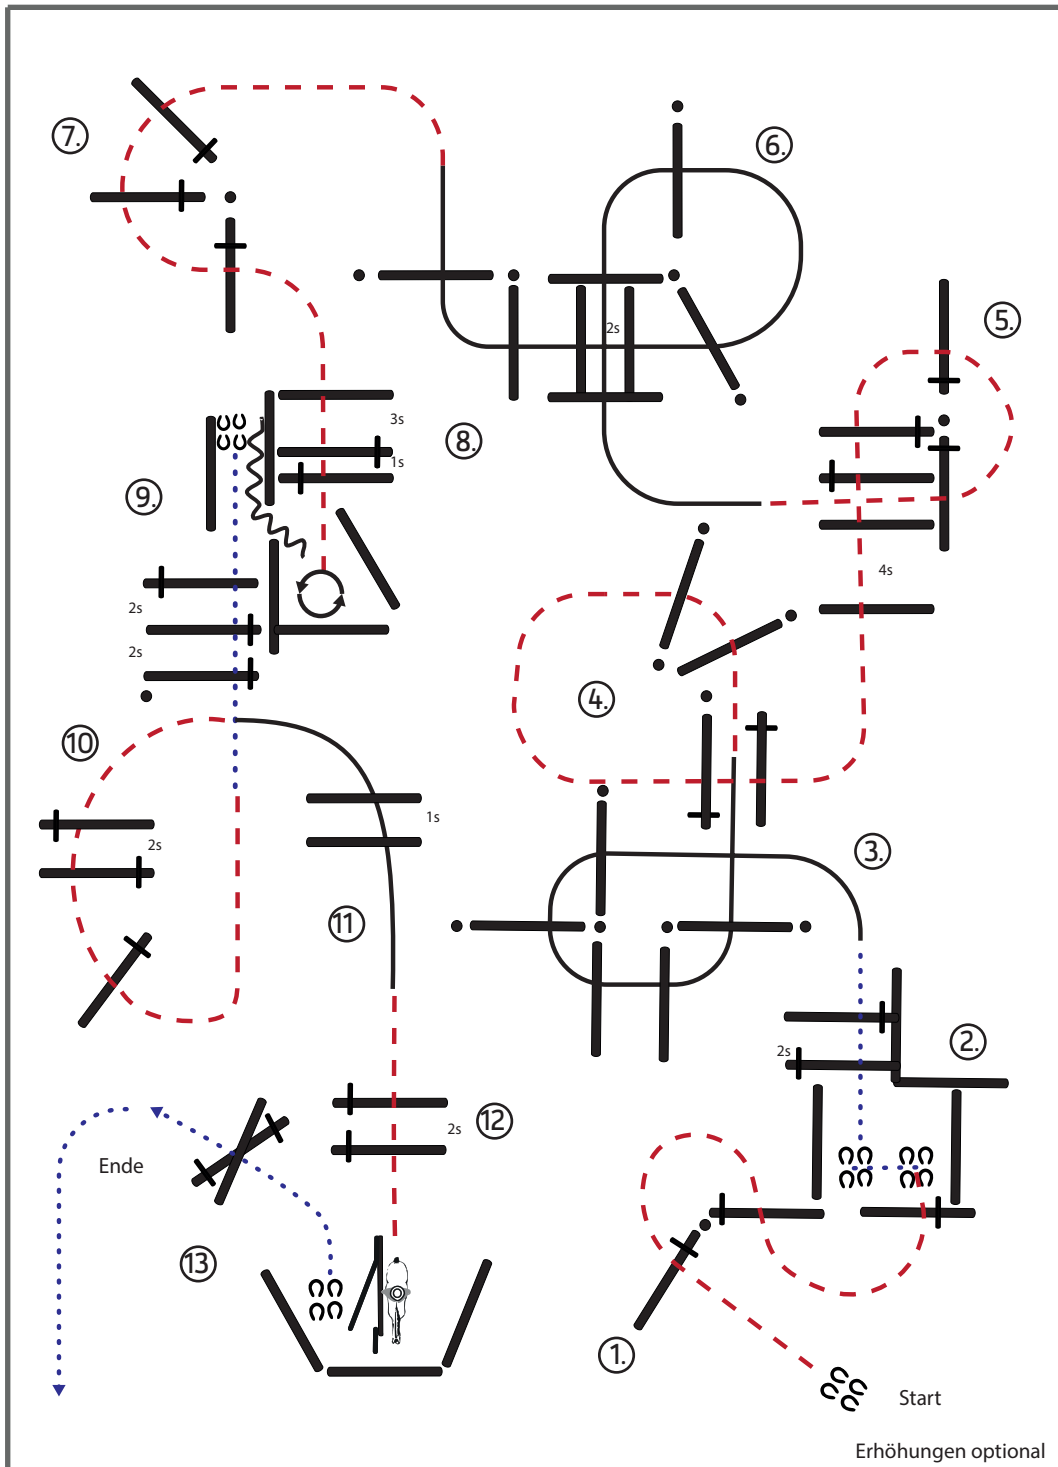 7.
6.
5.
2s
3s
8.
1s
9.
4s
2s
2s
4.
10
1s
3.
11
2s
2.
12
2s
Ende
13
1.
Start
Erhöhungen optional